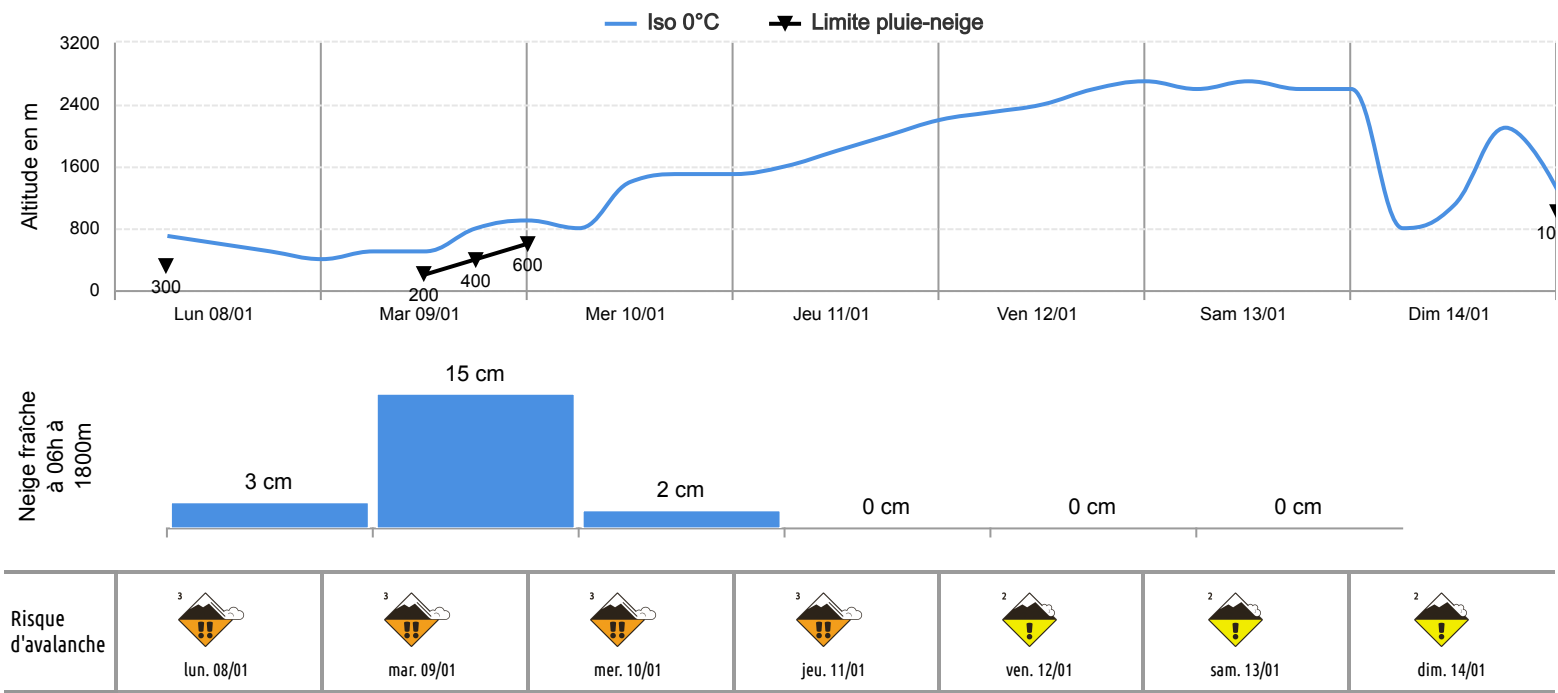 Iso 0°C Limite pluie-neige
Altitude en m
3200
2400
1600
800
0
300
200
400
600
10
Lun 08/01 Mar 09/01 Mer 10/01 Jeu 11/01 Ven 12/01 Sam 13/01 Dim 14/01
Neige fraîche
à 06h à
1800m
3 cm 15 cm 2 cm 0 cm 0 cm 0 cm
Risque
d'avalanche
3 3 3 3 2 2 2
!! !! !! !! ! ! !
lun. 08/01 mar. 09/01 mer. 10/01 jeu. 11/01 ven. 12/01 sam. 13/01 dim. 14/01